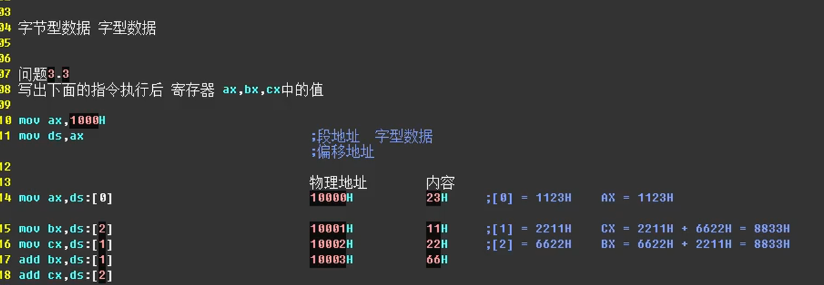 03
04 字节型数据 字型数据
05
06
07 问题3.3
08 写出下面的指令执行后 寄存器 ax,bx,cx中的值
09
10 mov ax,1000H
11 mov ds,ax ;段地址 字型数据
;偏移地址
12
13 物理地址 内容
14 mov ax,ds:[0] 10000H 23H ;[0] = 1123H AX = 1123H
15 mov bx,ds:[2] 10001H 11H ;[1] = 2211H CX = 2211H + 6622H = 8833H
16 mov cx,ds:[1] 10002H 22H ;[2] = 6622H BX = 6622H + 2211H = 8833H
17 add bx,ds:[1] 10003H 66H
18 add cx,ds:[2]